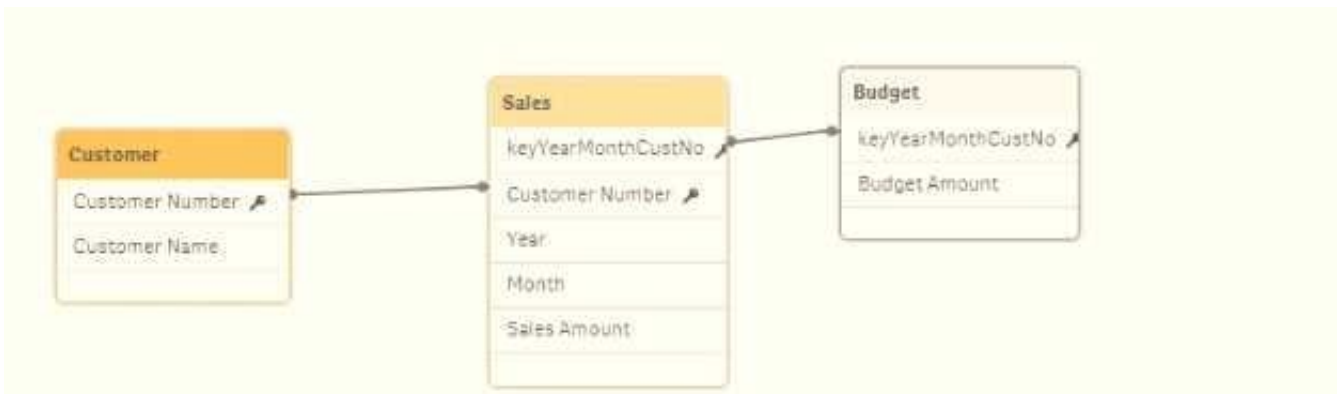 Customer
Customer Number
Customer Name
Sales
keyYearMonthCustNo
Customer Number
Year
Month
Sales Amount
Budget
keyYearMonthCustNo
Budget Amount